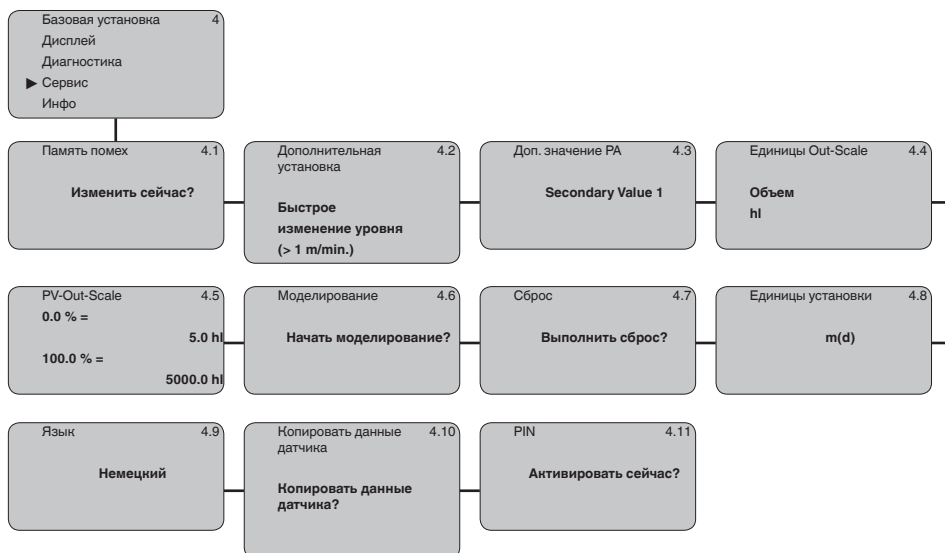 Базовая установка 4
Дисплей
Диагностика
▶ Сервис
Инфо
Память помех 4.1
Изменить сейчас?
Дополнительная 4.2
установка
Быстрое
изменение уровня
(> 1 m/min.)
Доп. значение PA 4.3
Secondary Value 1
Единицы Out-Scale 4.4
Объем
hl
PV-Out-Scale 4.5
0.0 % =
5.0 hl
100.0 % =
5000.0 hl
Моделирование 4.6
Начать моделирование?
Сброс 4.7
Выполнить сброс?
Единицы установки 4.8
m(d)
Язык 4.9
Немецкий
Копировать данные 4.10
датчика
Копировать данные
датчика?
PIN 4.11
Активировать сейчас?